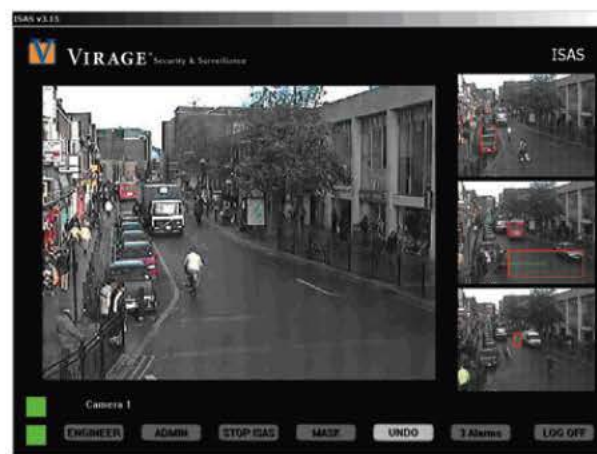 ISAS v3.15
VIRAGE Security & Surveillance
ISAS
Camera 1
ENGINEER ADMIN STOP ISAS MASK UNDO 3 Alarms LOG OFF